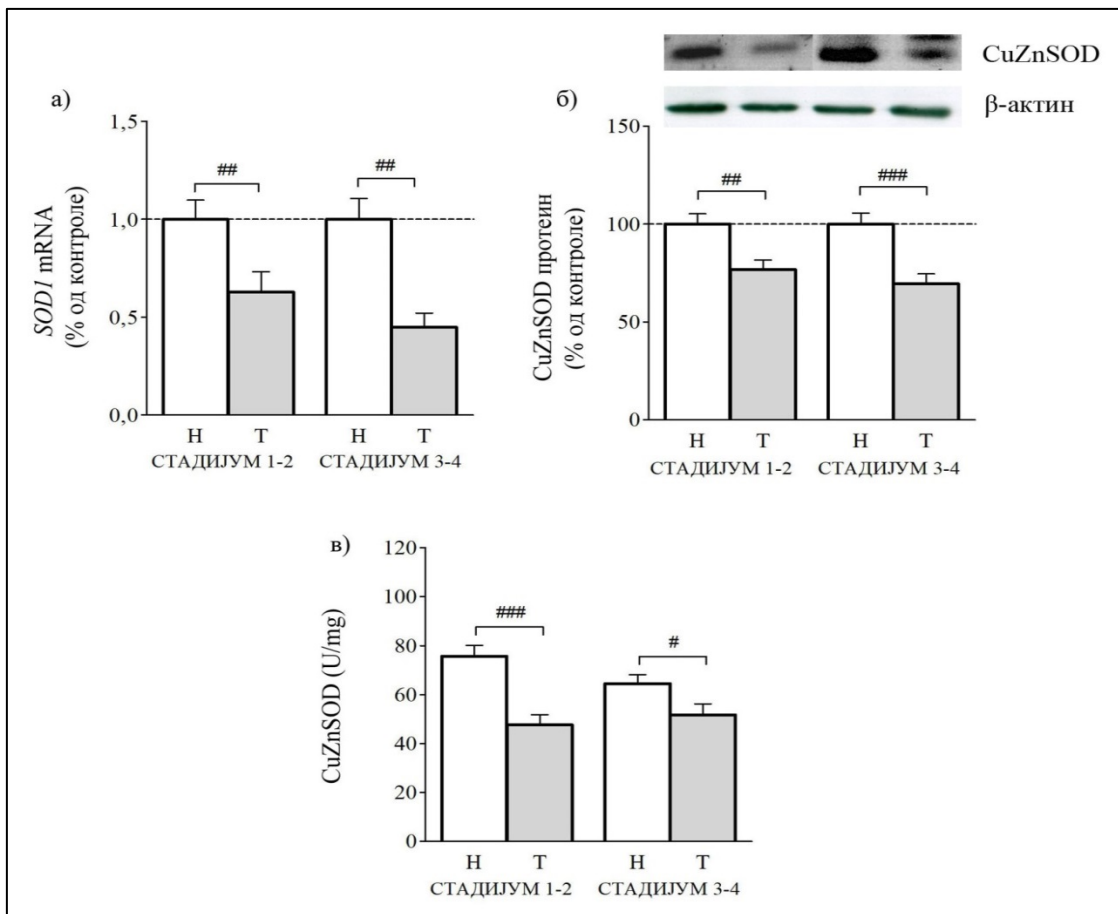 CuZnSOD
β-актин
а)
SOD1 mRNA
(% од контроле)
1,5
1,0
0,5
0,0
##
##
Н Т Н Т
СТАДИЈУМ 1-2 СТАДИЈУМ 3-4
б)
CuZnSOD протеин
(% од контроле)
150
100
50
0
##
###
Н Т Н Т
СТАДИЈУМ 1-2 СТАДИЈУМ 3-4
в)
CuZnSOD (U/mg)
120
100
80
60
40
20
0
###
#
Н Т Н Т
СТАДИЈУМ 1-2 СТАДИЈУМ 3-4